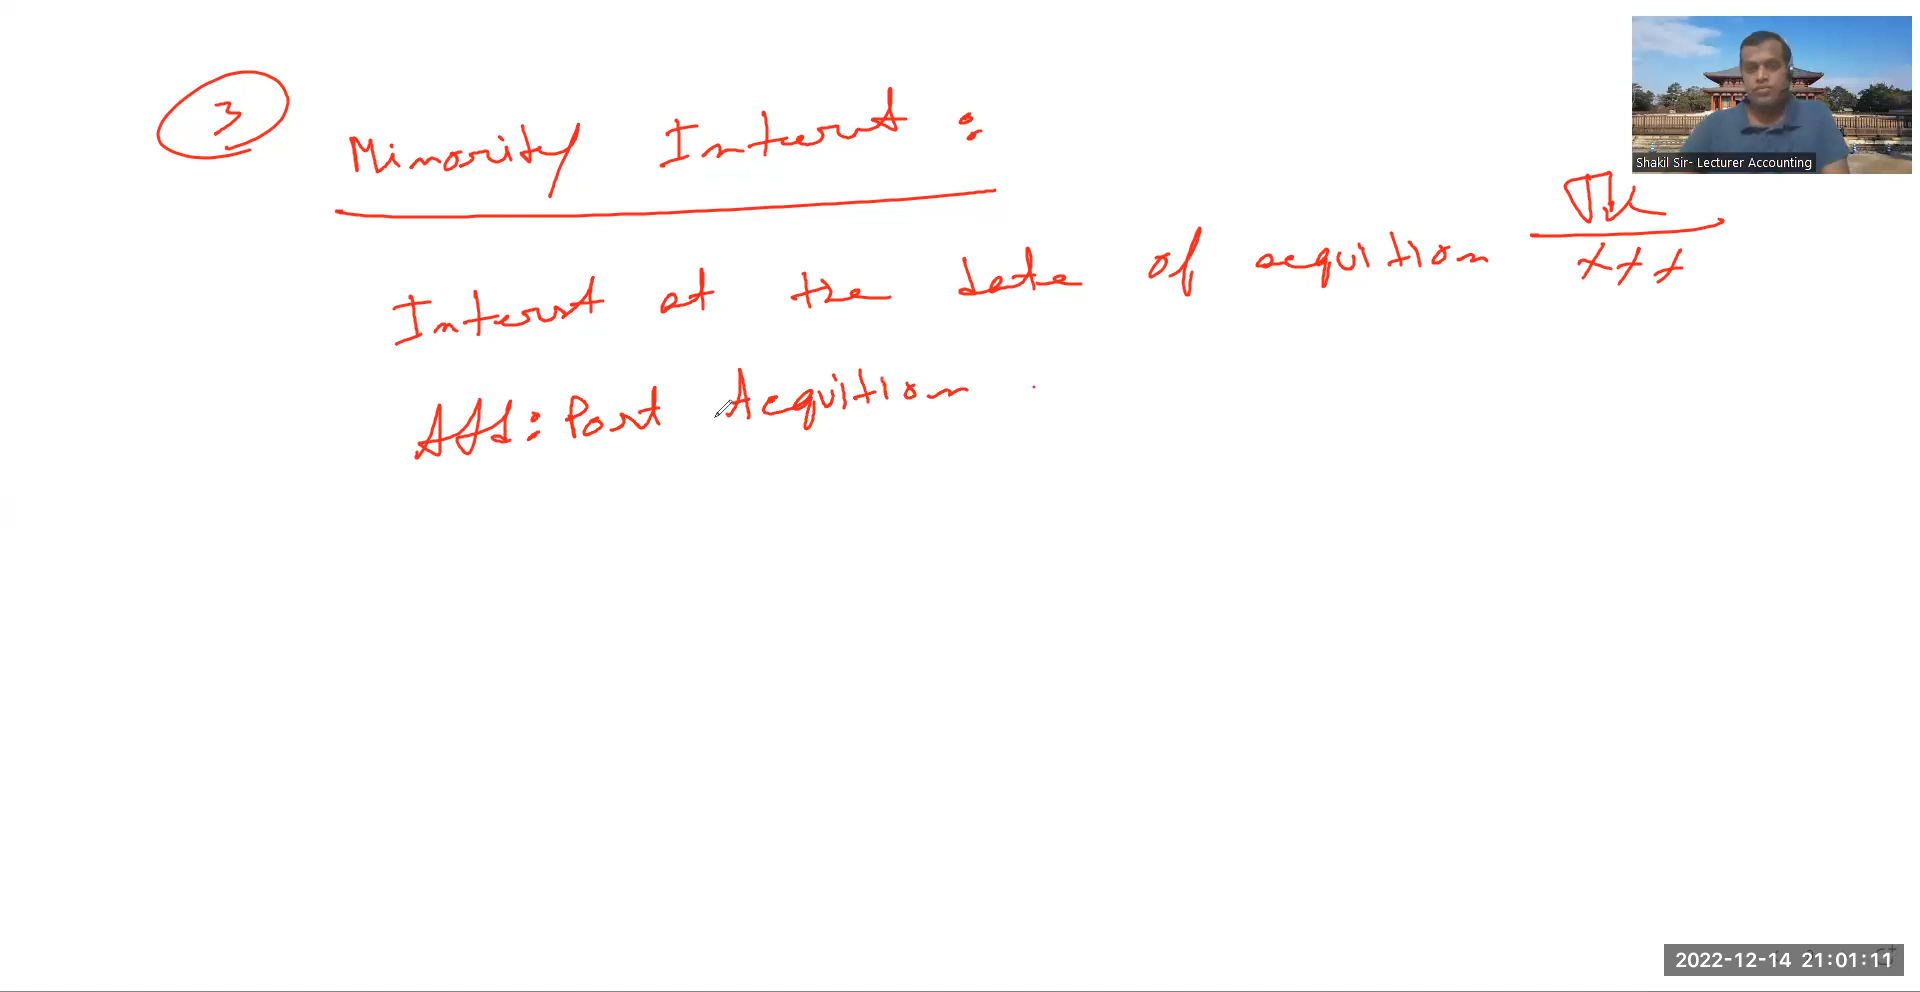 3
Minority Interest :
Tk
Interest at the date of acquition xxx
Add: Post Acquition
Shakil Sir- Lecturer Accounting
2022-12-14 21:01:11